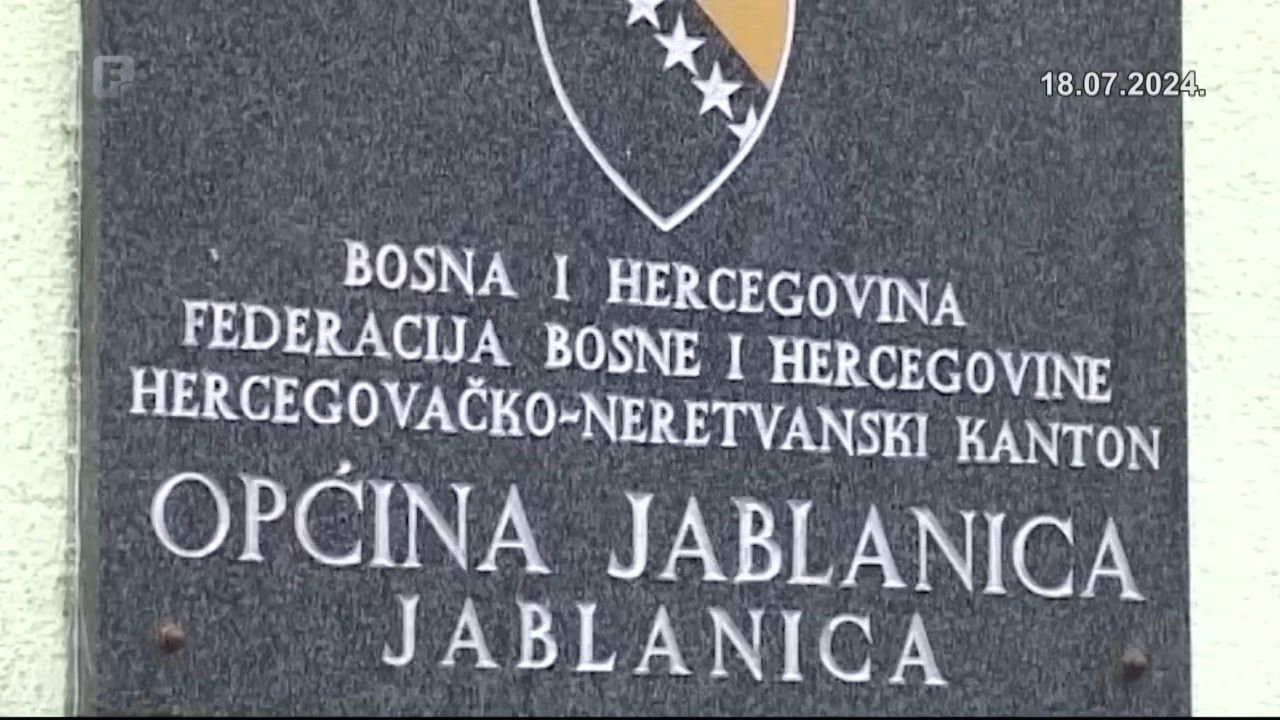 18.07.2024.
BOSNA I HERCEGOVINA
FEDERACIJA BOSNE I HERCEGOVINE
HERCEGOVAČKO-NERETVANSKI KANTON
OPĆINA JABLANICA
JABLANICA